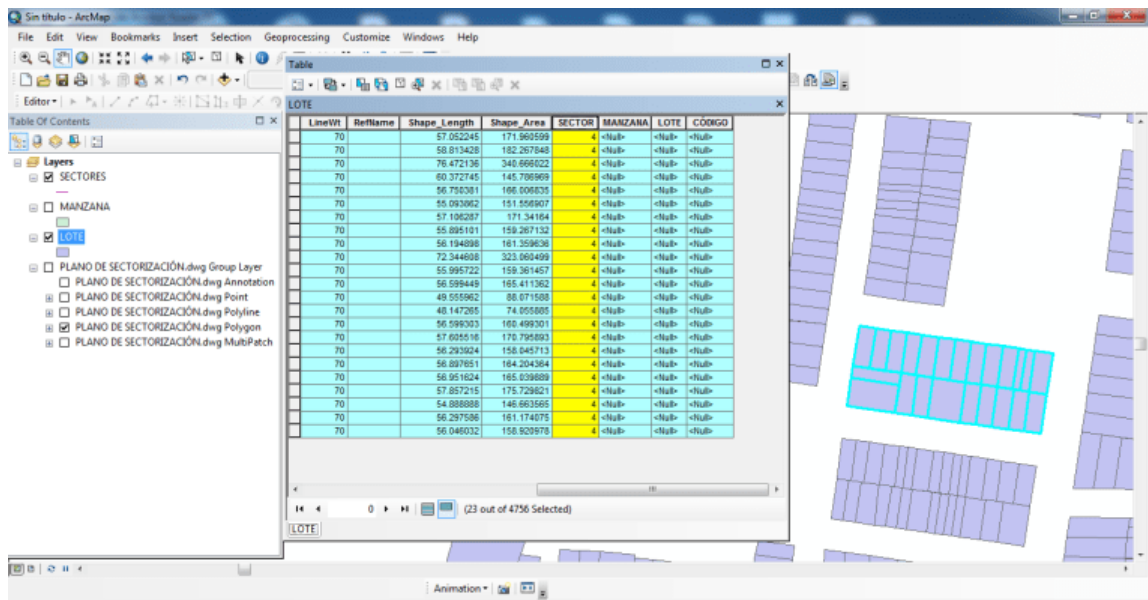 Sin título - ArcMap
File Edit View Bookmarks Insert Selection Geoprocessing Customize Windows Help
Editor
Table Of Contents
Layers
SECTORES
MANZANA
LOTE
PLANO DE SECTORIZACIÓN.dwg Group Layer
PLANO DE SECTORIZACIÓN.dwg Annotation
PLANO DE SECTORIZACIÓN.dwg Point
PLANO DE SECTORIZACIÓN.dwg Polyline
PLANO DE SECTORIZACIÓN.dwg Polygon
PLANO DE SECTORIZACIÓN.dwg MultiPatch
Table
LOTE
LineWt RefName Shape_Length Shape_Area SECTOR MANZANA LOTE CÓDIGO
70 57.052245 171.960599 4 <Null> <Null> <Null>
70 58.813428 182.267848 4 <Null> <Null> <Null>
70 76.472136 340.666022 4 <Null> <Null> <Null>
70 60.372745 145.786969 4 <Null> <Null> <Null>
70 56.750381 166.006835 4 <Null> <Null> <Null>
70 55.093862 151.556907 4 <Null> <Null> <Null>
70 57.106287 171.34164 4 <Null> <Null> <Null>
70 55.895101 159.267132 4 <Null> <Null> <Null>
70 56.194898 161.359636 4 <Null> <Null> <Null>
70 72.344608 323.060499 4 <Null> <Null> <Null>
70 55.995722 159.361457 4 <Null> <Null> <Null>
70 56.599449 165.411362 4 <Null> <Null> <Null>
70 49.555962 88.071588 4 <Null> <Null> <Null>
70 48.147265 74.055885 4 <Null> <Null> <Null>
70 56.599303 160.499301 4 <Null> <Null> <Null>
70 57.605516 170.795893 4 <Null> <Null> <Null>
70 56.293924 158.045713 4 <Null> <Null> <Null>
70 56.897651 164.204364 4 <Null> <Null> <Null>
70 56.951624 165.039889 4 <Null> <Null> <Null>
70 57.857215 175.729821 4 <Null> <Null> <Null>
70 54.888888 146.663565 4 <Null> <Null> <Null>
70 56.297586 161.174075 4 <Null> <Null> <Null>
70 56.046032 158.920978 4 <Null> <Null> <Null>
0 (23 out of 4756 Selected)
LOTE
Animation